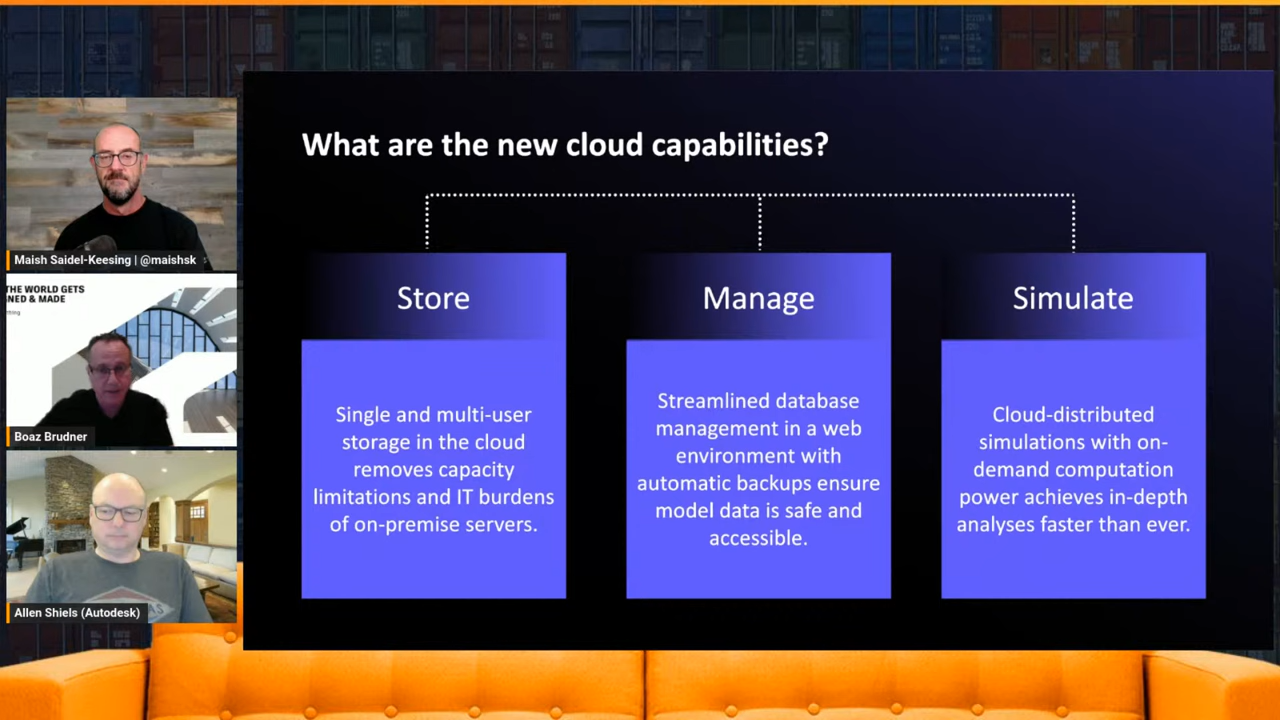 What are the new cloud capabilities?
Store
Single and multi-user
storage in the cloud
removes capacity
limitations and IT burdens
of on-premise servers.
Manage
Streamlined database
management in a web
environment with
automatic backups ensure
model data is safe and
accessible.
Simulate
Cloud-distributed
simulations with on-
demand computation
power achieves in-depth
analyses faster than ever.
Maish Saidel-Keesing | @maishsk
THE WORLD GETS
NED & MADE
Boaz Brudner
Allen Shiels (Autodesk)